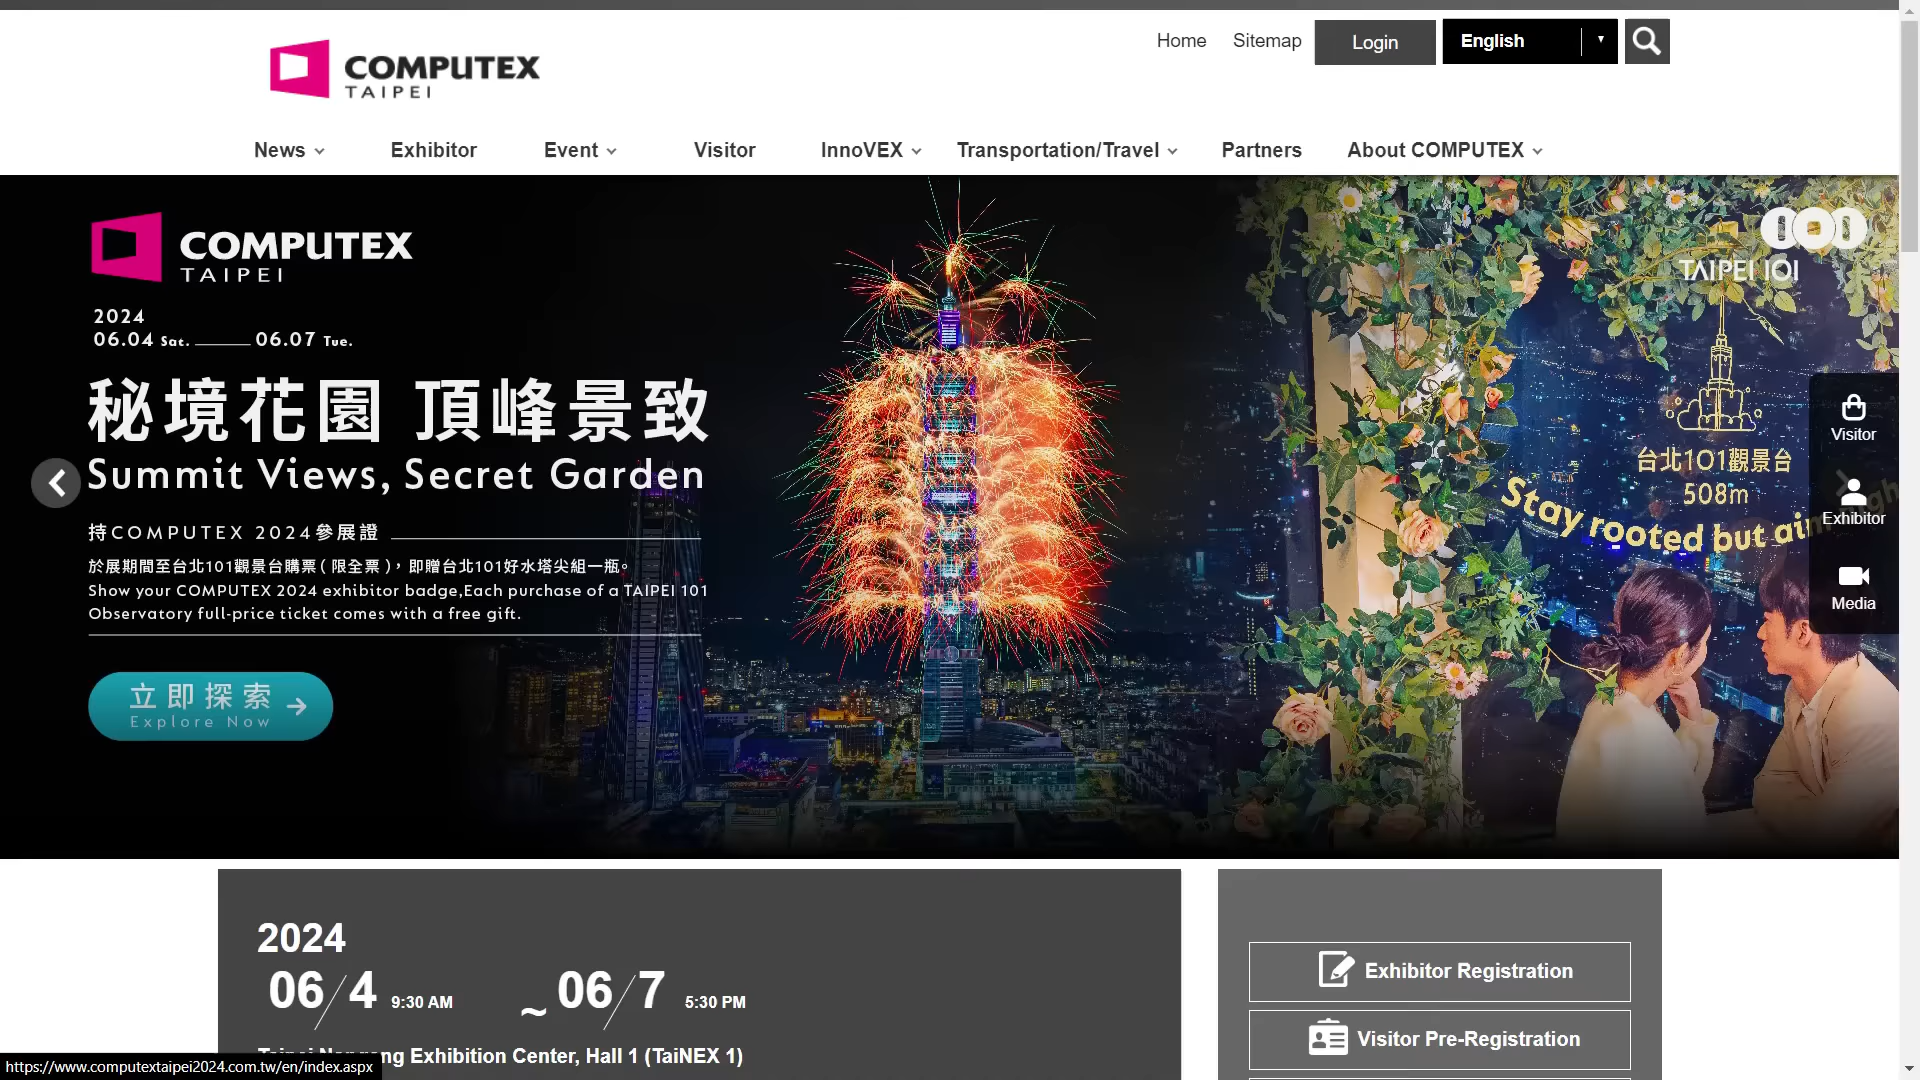 Home Sitemap Login English
COMPUTEX
TAIPEI
News Exhibitor Event Visitor InnoVEX Transportation/Travel Partners About COMPUTEX
COMPUTEX
TAIPEI
2024
06.04 Sat. 06.07 Tue.
秘境花園 頂峰景致
Summit Views, Secret Garden
持COMPUTEX 2024參展證
於展期間至台北101觀景台購票(限全票),即贈台北101好水塔尖組一瓶。
Show your COMPUTEX 2024 exhibitor badge,Each purchase of a TAIPEI 101
Observatory full-price ticket comes with a free gift.
立即探索
Explore Now
TAIPEI 101
台北101觀景台
508m
Stay rooted but
Visitor
Exhibitor
Media
2024
06/4 9:30 AM ~ 06/7 5:30 PM
Exhibition Center, Hall 1 (TaiNEX 1)
Exhibitor Registration
Visitor Pre-Registration
https://www.computextaipei2024.com.tw/en/index.aspx